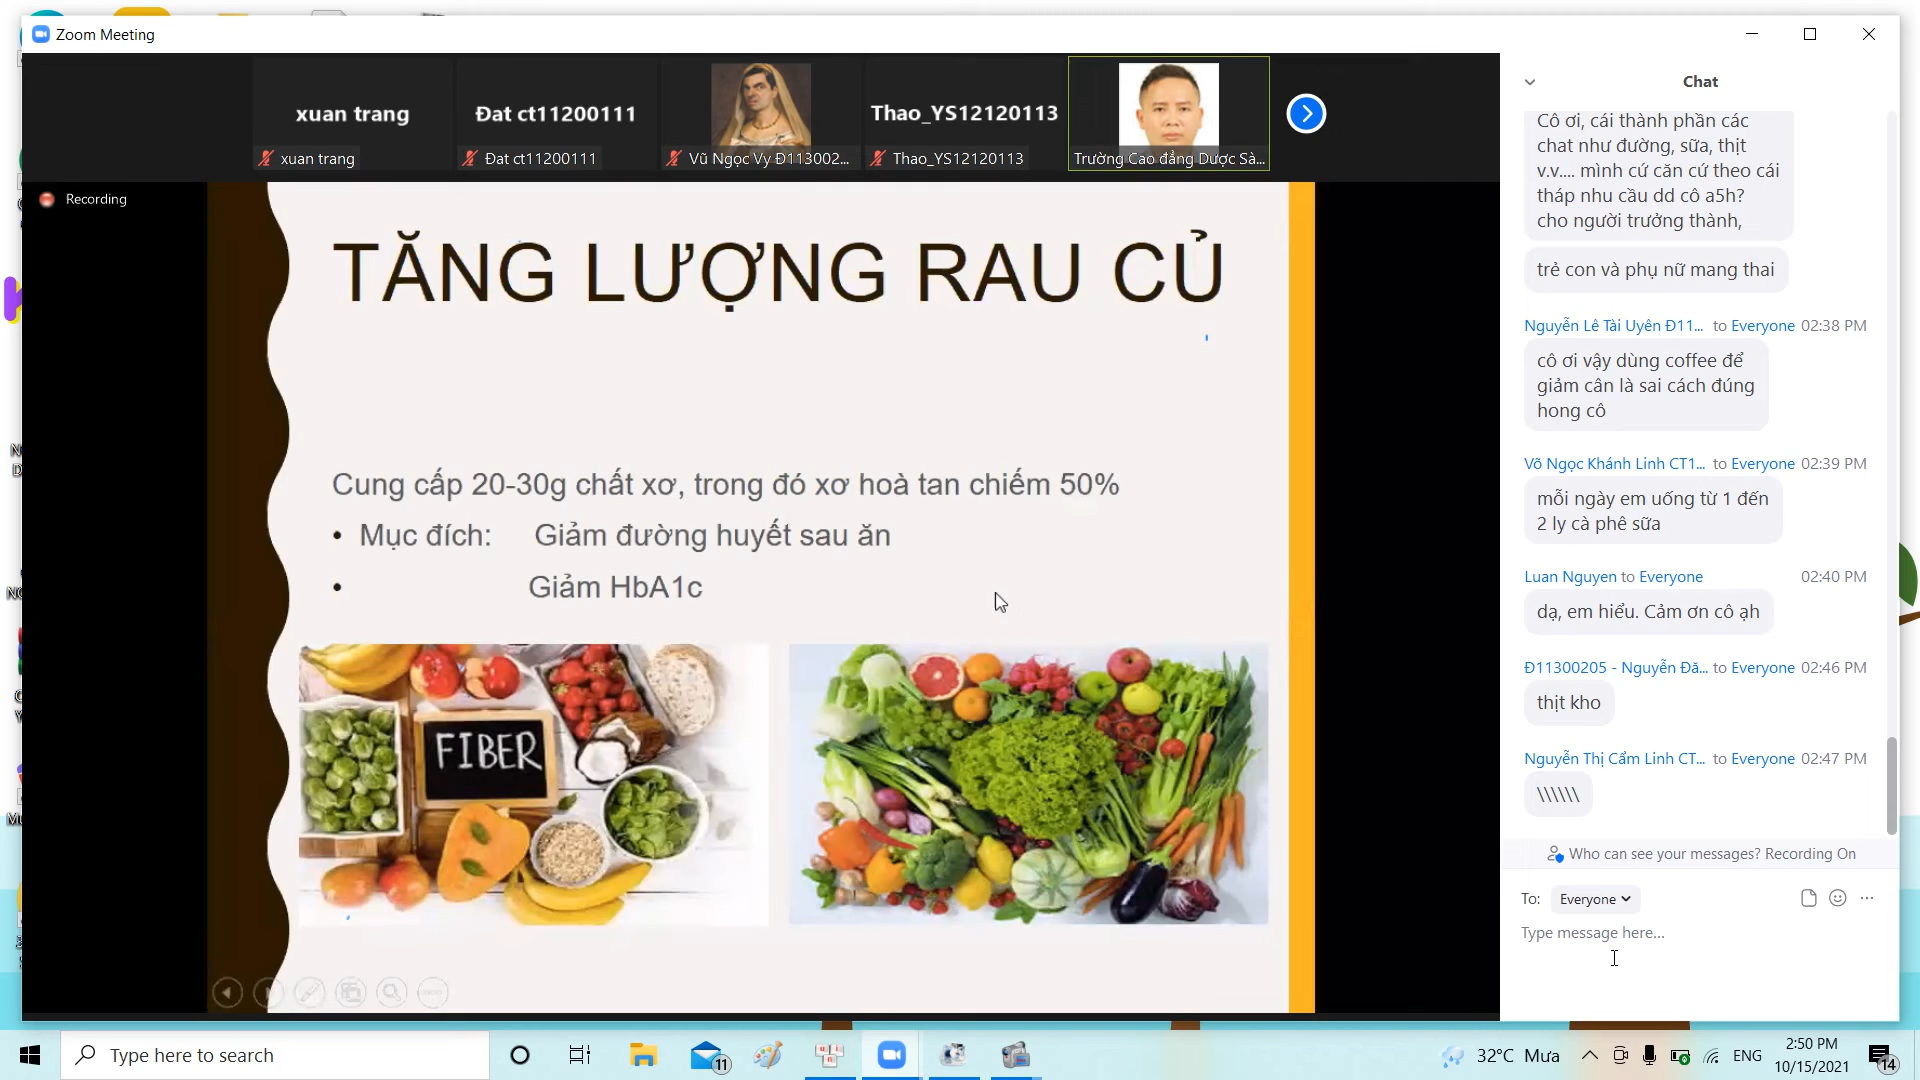 Zoom Meeting
xuan trang
Đat ct11200111
Thao_YS12120113
xuan trang
Đat ct11200111
Vũ Ngọc Vy Đ113002...
Thao_YS12120113
Trường Cao đẳng Dược Sà...
Recording
TĂNG LƯỢNG RAU CỦ
Cung cấp 20-30g chất xơ, trong đó xơ hoà tan chiếm 50%
• Mục đích: Giảm đường huyết sau ăn
• Giảm HbA1c
FIBER
Chat
Cô ơi, cái thành phần các
chat như đường, sữa, thịt
v.v.... mình cứ căn cứ theo cái
tháp nhu cầu dd cô a5h?
cho người trưởng thành,
trẻ con và phụ nữ mang thai
Nguyễn Lê Tài Uyên Đ11... to Everyone 02:38 PM
cô ơi vậy dùng coffee để
giảm cân là sai cách đúng
hong cô
Võ Ngọc Khánh Linh CT1... to Everyone 02:39 PM
mỗi ngày em uống từ 1 đến
2 ly cà phê sữa
Luan Nguyen to Everyone 02:40 PM
dạ, em hiểu. Cảm ơn cô ạh
Đ11300205 - Nguyễn Đă... to Everyone 02:46 PM
thịt kho
Nguyễn Thị Cẩm Linh CT... to Everyone 02:47 PM
\\\\\\
Who can see your messages? Recording On
To: Everyone
Type message here...
Type here to search
11
32°C Mưa
ENG
2:50 PM
10/15/2021
14